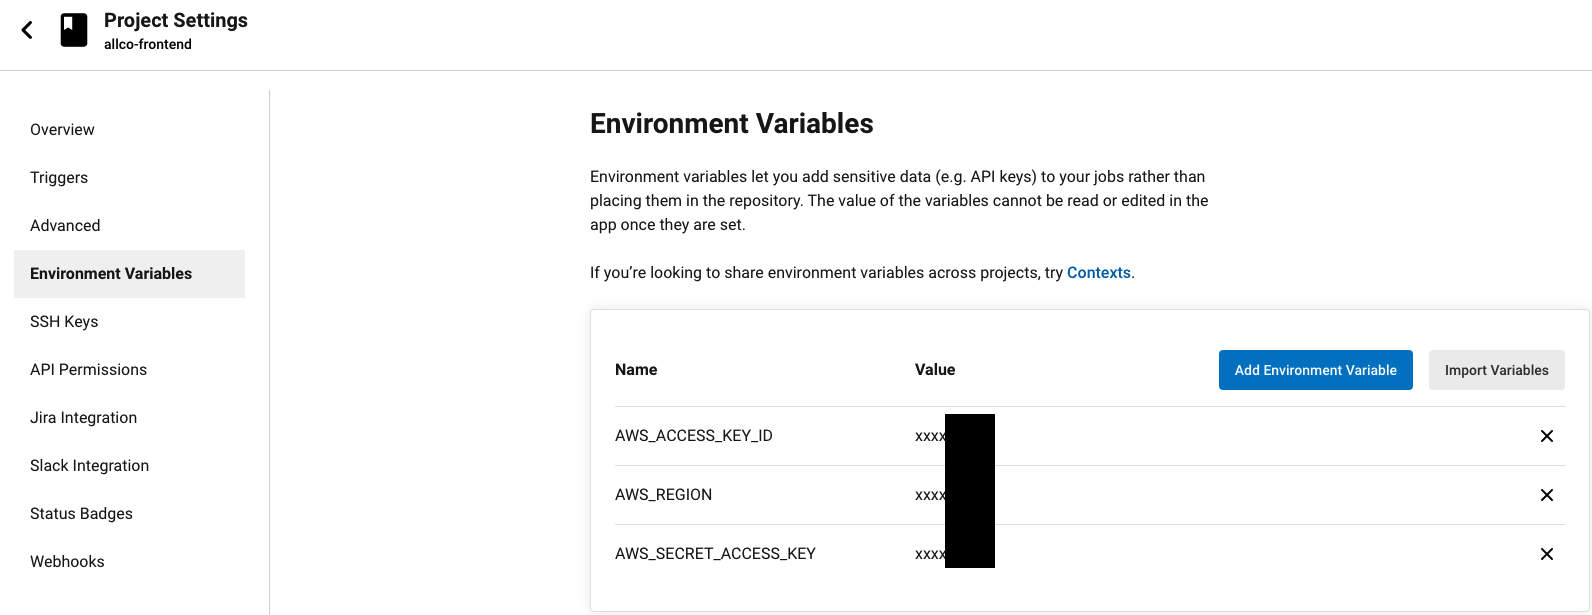 Project Settings
allco-frontend
Overview
Triggers
Advanced
Environment Variables
SSH Keys
API Permissions
Jira Integration
Slack Integration
Status Badges
Webhooks
Environment Variables
Environment variables let you add sensitive data (e.g. API keys) to your jobs rather than
placing them in the repository. The value of the variables cannot be read or edited in the
app once they are set.
If you’re looking to share environment variables across projects, try Contexts.
Name Value Add Environment Variable Import Variables
AWS_ACCESS_KEY_ID xxxx
AWS_REGION xxxx
AWS_SECRET_ACCESS_KEY xxxx